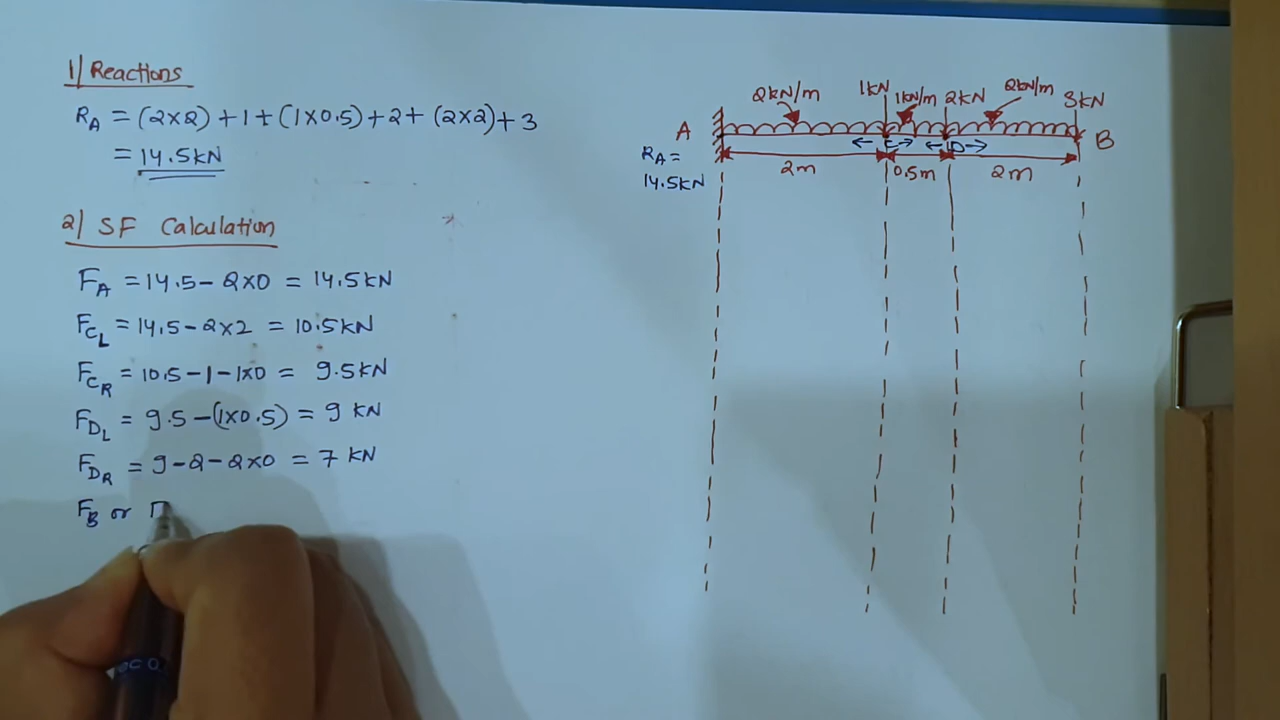 1) Reactions
RA = (2×2) + 1 + (1×0.5) + 2 + (2×2) + 3
= 14.5kN
2) SF Calculation
FA = 14.5 - 2×0 = 14.5kN
FCL = 14.5 - 2×2 = 10.5kN
FCR = 10.5 - 1 - 1×0 = 9.5kN
FDL = 9.5 - (1×0.5) = 9 kN
FDR = 9 - 2 - 2×0 = 7 kN
FB or
2kN/m 1kN 1kN/m 2kN 2kN/m 3kN
A C D B
RA =
14.5kN
2m 0.5m 2m